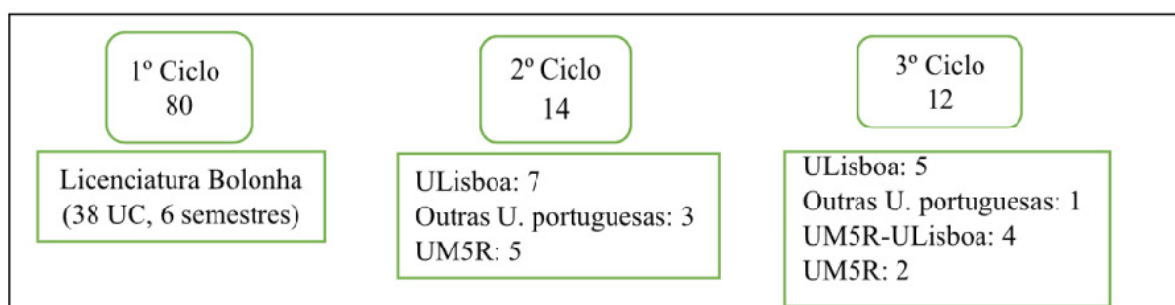 1º Ciclo
80
Licenciatura Bolonha
(38 UC, 6 semestres)
2º Ciclo
14
ULisboa: 7
Outras U. portuguesas: 3
UM5R: 5
3º Ciclo
12
ULisboa: 5
Outras U. portuguesas: 1
UM5R-ULisboa: 4
UM5R: 2